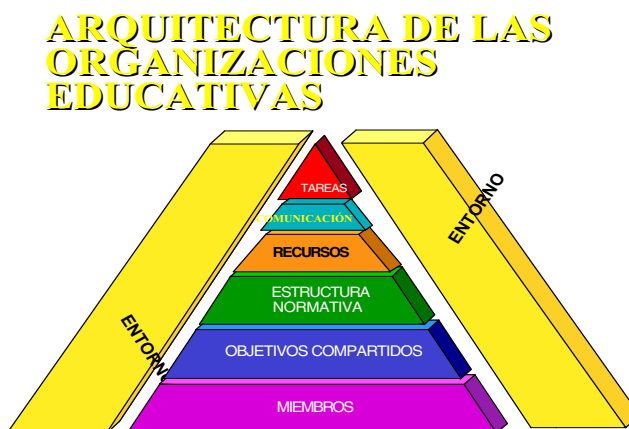 ARQUITECTURA DE LAS
ORGANIZACIONES
EDUCATIVAS
TAREAS
COMUNICACIÓN
RECURSOS
ESTRUCTURA
NORMATIVA
OBJETIVOS COMPARTIDOS
MIEMBROS
ENTORNO
ENTORNO